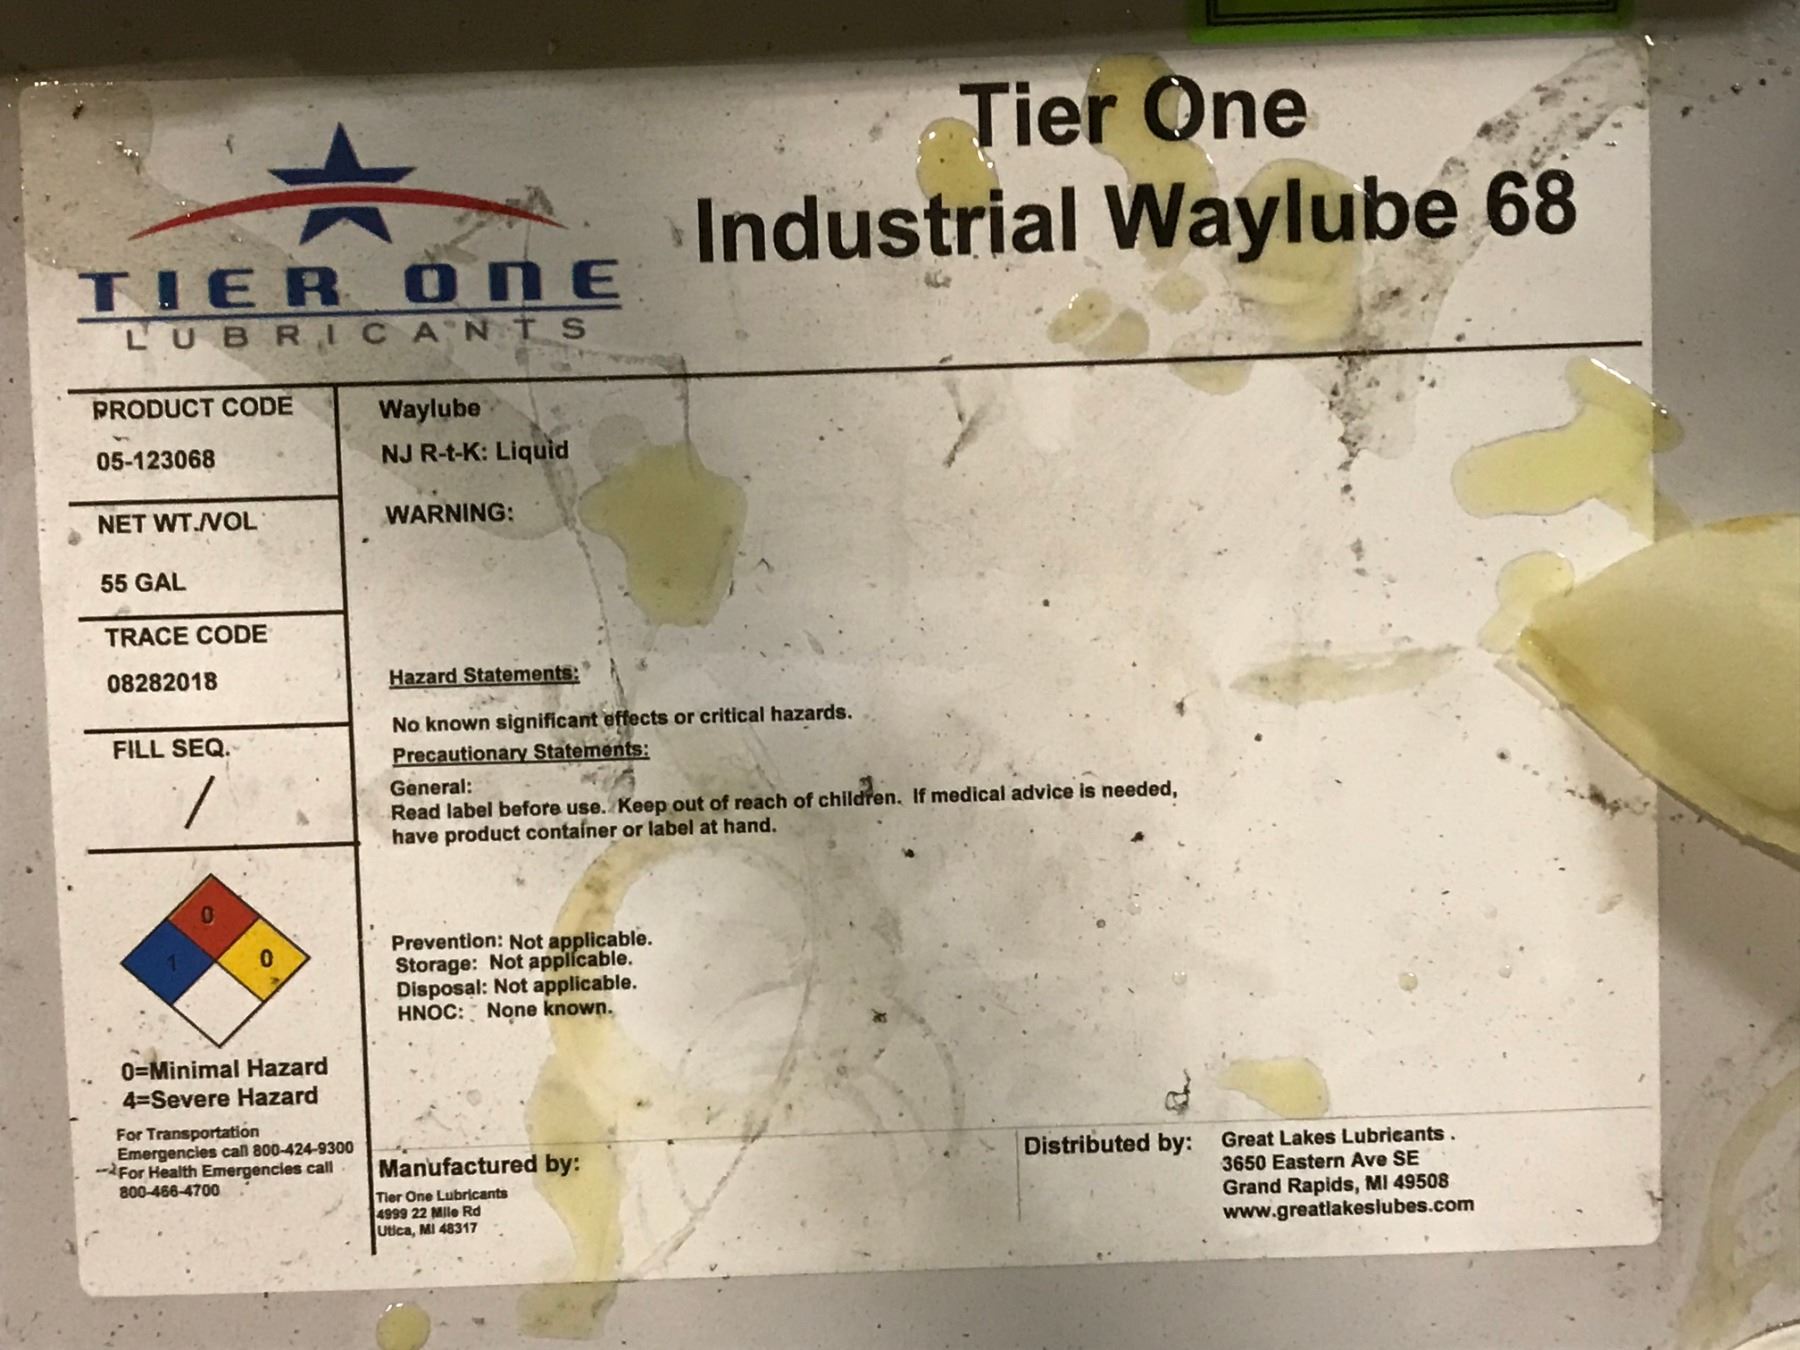 Tier One
Industrial Waylube 68
TIER ONE
LUBRICANTS
PRODUCT CODE
05-123068
NET WT./VOL
55 GAL
TRACE CODE
08282018
FILL SEQ.
/
0
1
0
0=Minimal Hazard
4=Severe Hazard
For Transportation
Emergencies call 800-424-9300
For Health Emergencies call
800-466-4700
Waylube
NJ R-t-K: Liquid
WARNING:
Hazard Statements:
No known significant effects or critical hazards.
Precautionary Statements:
General:
Read label before use. Keep out of reach of children. If medical advice is needed,
have product container or label at hand.
Prevention: Not applicable.
Storage: Not applicable.
Disposal: Not applicable.
HNOC: None known.
Manufactured by:
Tier One Lubricants
4999 22 Mile Rd
Utica, MI 48317
Distributed by:
Great Lakes Lubricants .
3650 Eastern Ave SE
Grand Rapids, MI 49508
www.greatlakeslubes.com